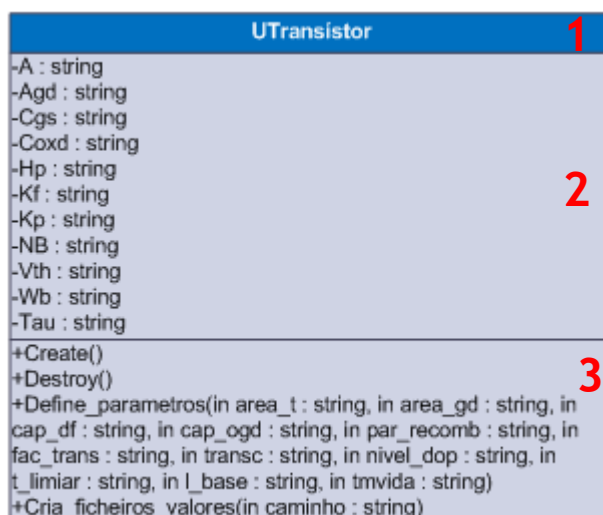 UTransístor 1
-A : string
-Agd : string
-Cgs : string
-Coxd : string
-Hp : string
-Kf : string
-Kp : string
2
-NB : string
-Vth : string
-Wb : string
-Tau : string
+Create()
+Destroy()
3
+Define_parametros(in area_t : string, in area_gd : string, in
cap_df : string, in cap_ogd : string, in par_recomb : string, in
fac_trans : string, in transc : string, in nivel_dop : string, in
t_limiar : string, in l_base : string, in tmvida : string)
+Cria_ficheiros_valores(in caminho : string)